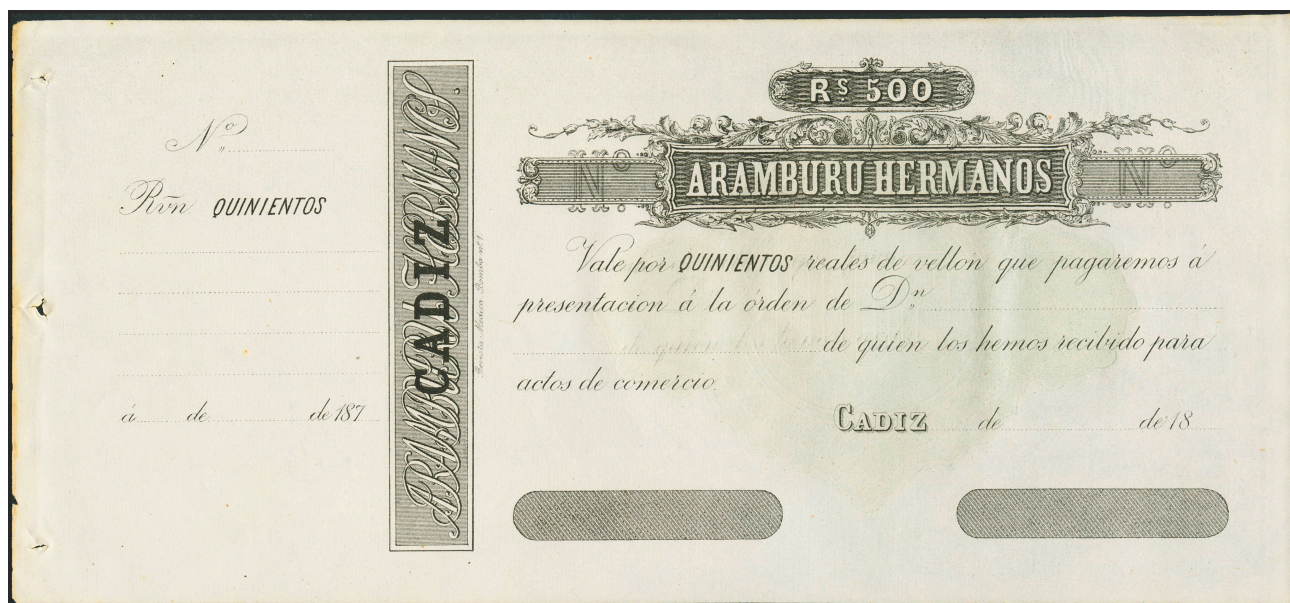 Nº
Rvn QUINIENTOS
á de de 187
ARAMBURU HERMANOS.
CADIZ
Rs. 500
Nº ARAMBURU HERMANOS Nº
Vale por QUINIENTOS reales de vellon que pagaremos á
presentacion á la órden de Dn
de quien los hemos recibido para
actos de comercio.
CADIZ de de 18